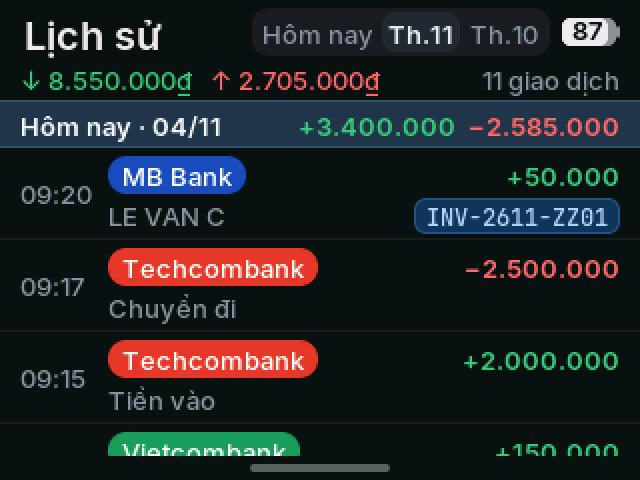 Lịch sử Hôm nay Th.11 Th.10 87
↓ 8.550.000₫ ↑ 2.705.000₫ 11 giao dịch
Hôm nay · 04/11 +3.400.000 −2.585.000
09:20 MB Bank +50.000
LE VAN C INV-2611-ZZ01
09:17 Techcombank −2.500.000
Chuyển đi
09:15 Techcombank +2.000.000
Tiền vào
Vietcombank +150.000